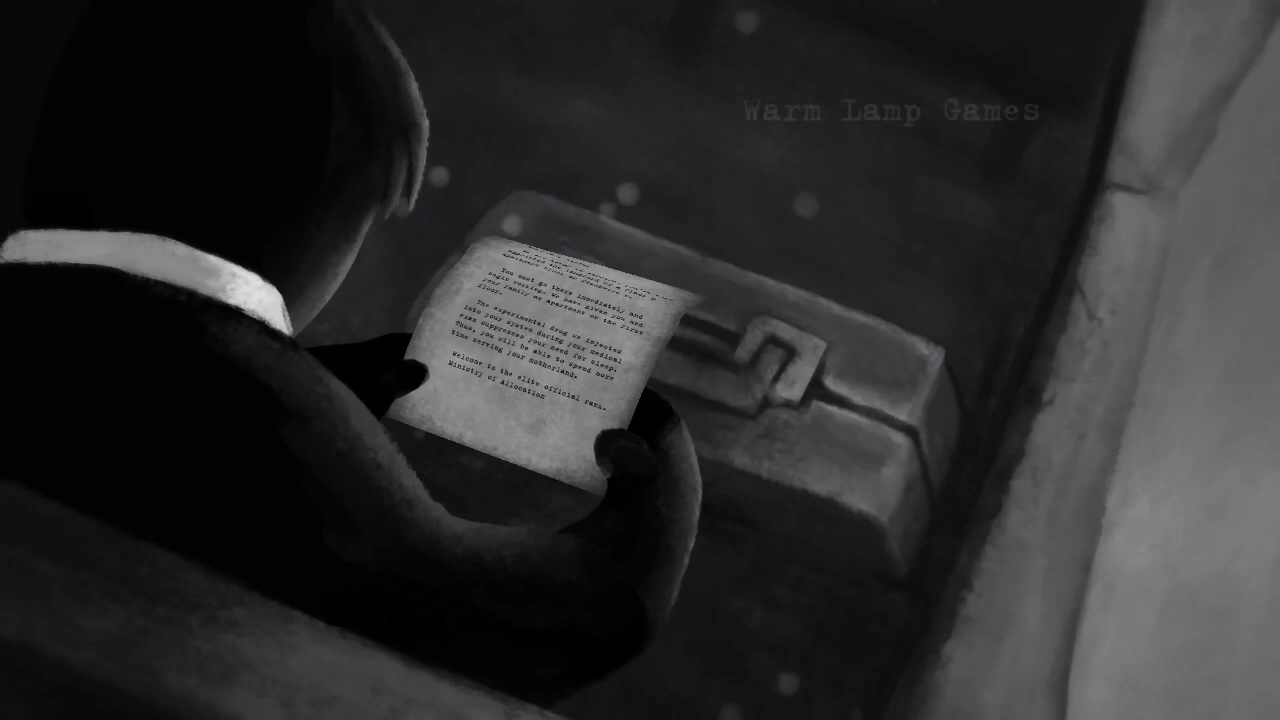 Warm Lamp Games
You must go there immediately and
begin working. We have given you and
your family an apartment on the first
floor.
The experimental drug we injected
into your system during your medical
exam suppresses your need for sleep.
Thus, you will be able to spend more
time serving your motherland.
Welcome to the elite official rank.
Ministry of Allocation